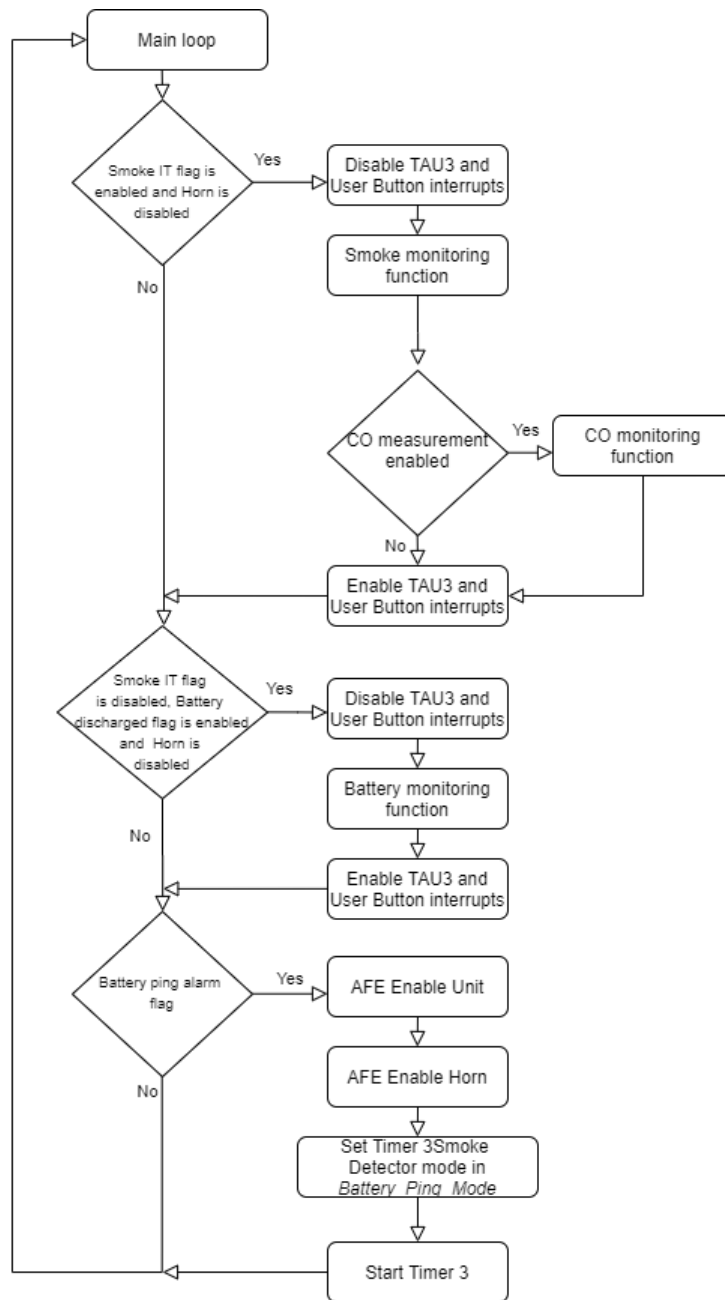 Main loop
Smoke IT flag is
enabled and Horn is
disabled
Yes
Disable TAU3 and
User Button interrupts
Smoke monitoring
function
No
CO measurement
enabled
Yes
CO monitoring
function
No
Enable TAU3 and
User Button interrupts
Smoke IT flag
is disabled, Battery
discharged flag is enabled
and Horn is
disabled
Yes
Disable TAU3 and
User Button interrupts
Battery monitoring
function
No
Enable TAU3 and
User Button interrupts
Battery ping alarm
flag
Yes
AFE Enable Unit
AFE Enable Horn
No
Set Timer 3Smoke
Detector mode in
Battery_Ping_Mode
Start Timer 3